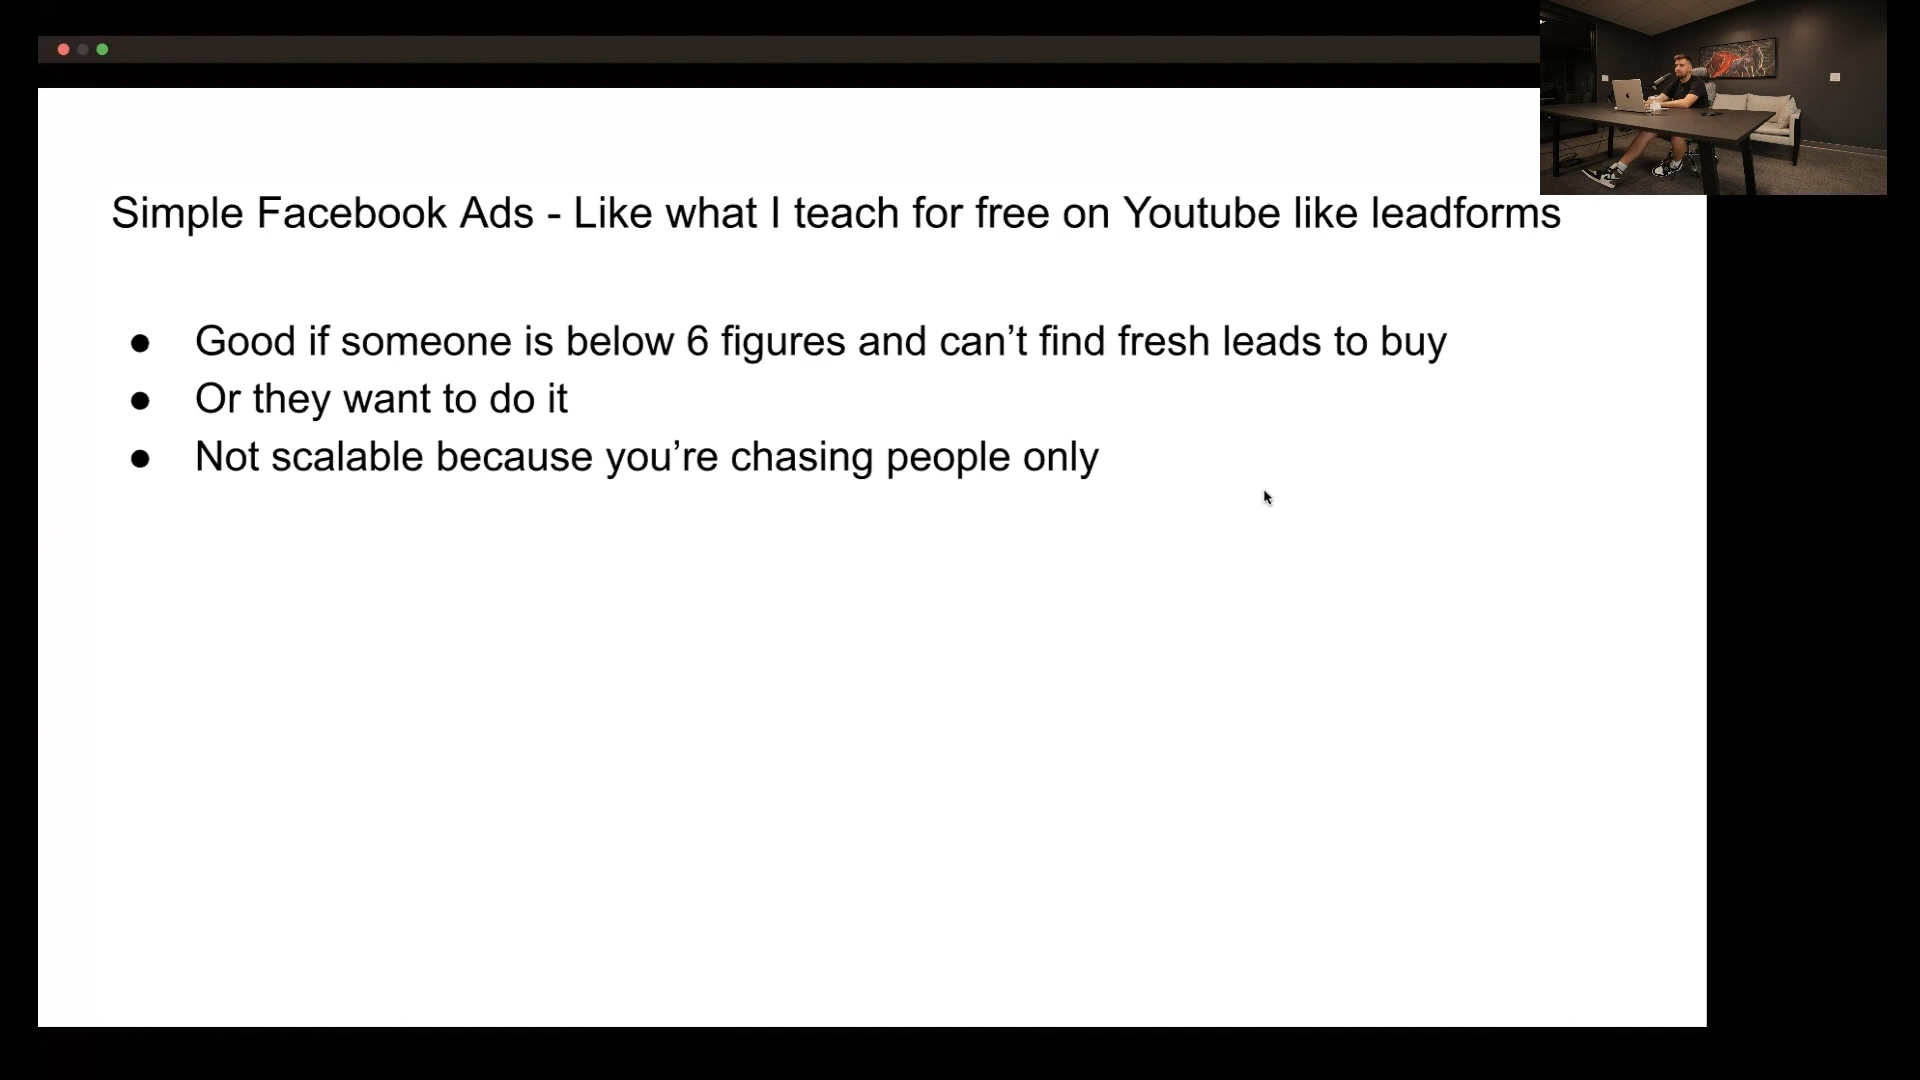 Simple Facebook Ads - Like what I teach for free on Youtube like leadforms
● Good if someone is below 6 figures and can’t find fresh leads to buy
● Or they want to do it
● Not scalable because you’re chasing people only